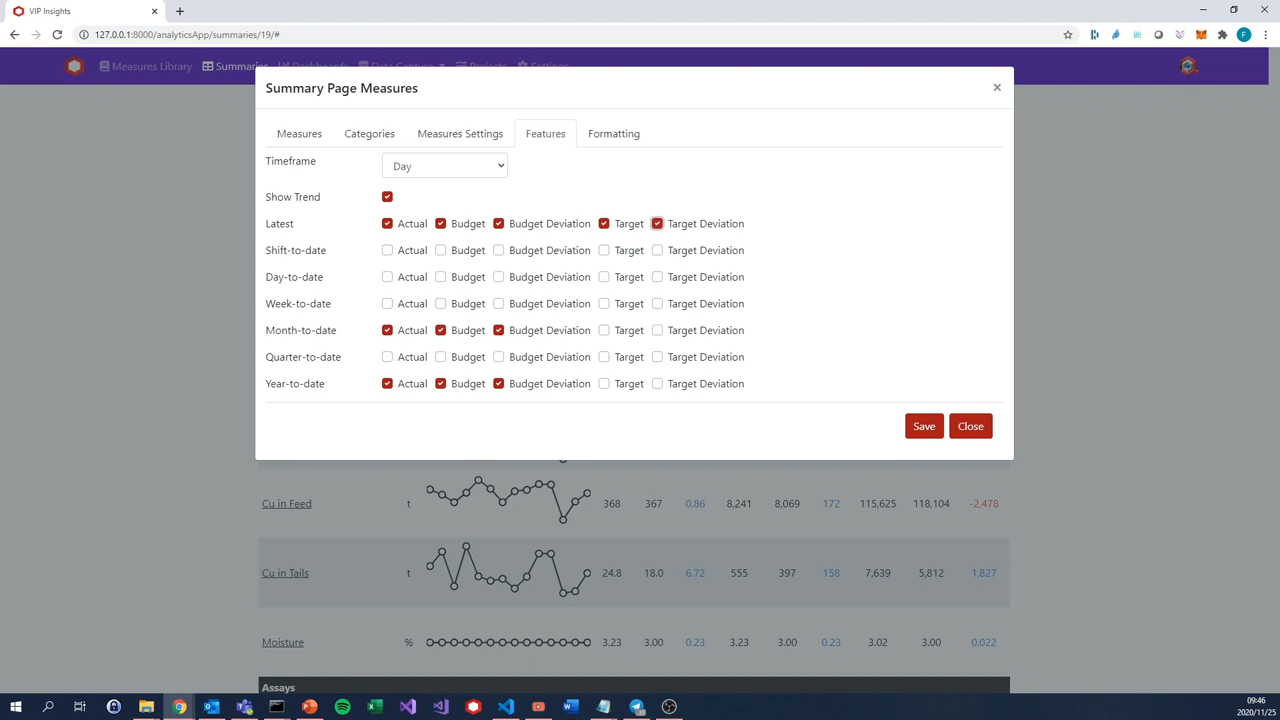 VIP Insights
127.0.0.1:8000/analyticsApp/summaries/19/#
Measures Library Summaries Dashboards Data Capture Projects Settings
Summary Page Measures
Measures Categories Measures Settings Features Formatting
Timeframe Day
Show Trend
Latest Actual Budget Budget Deviation Target Target Deviation
Shift-to-date Actual Budget Budget Deviation Target Target Deviation
Day-to-date Actual Budget Budget Deviation Target Target Deviation
Week-to-date Actual Budget Budget Deviation Target Target Deviation
Month-to-date Actual Budget Budget Deviation Target Target Deviation
Quarter-to-date Actual Budget Budget Deviation Target Target Deviation
Year-to-date Actual Budget Budget Deviation Target Target Deviation
Save Close
Cu in Feed t 368 367 0.86 8,241 8,069 172 115,625 118,104 -2,478
Cu in Tails t 24.8 18.0 6.72 555 397 158 7,639 5,812 1,827
Moisture % 3.23 3.00 0.23 3.23 3.00 0.23 3.02 3.00 0.022
Assays
09:46
2020/11/25